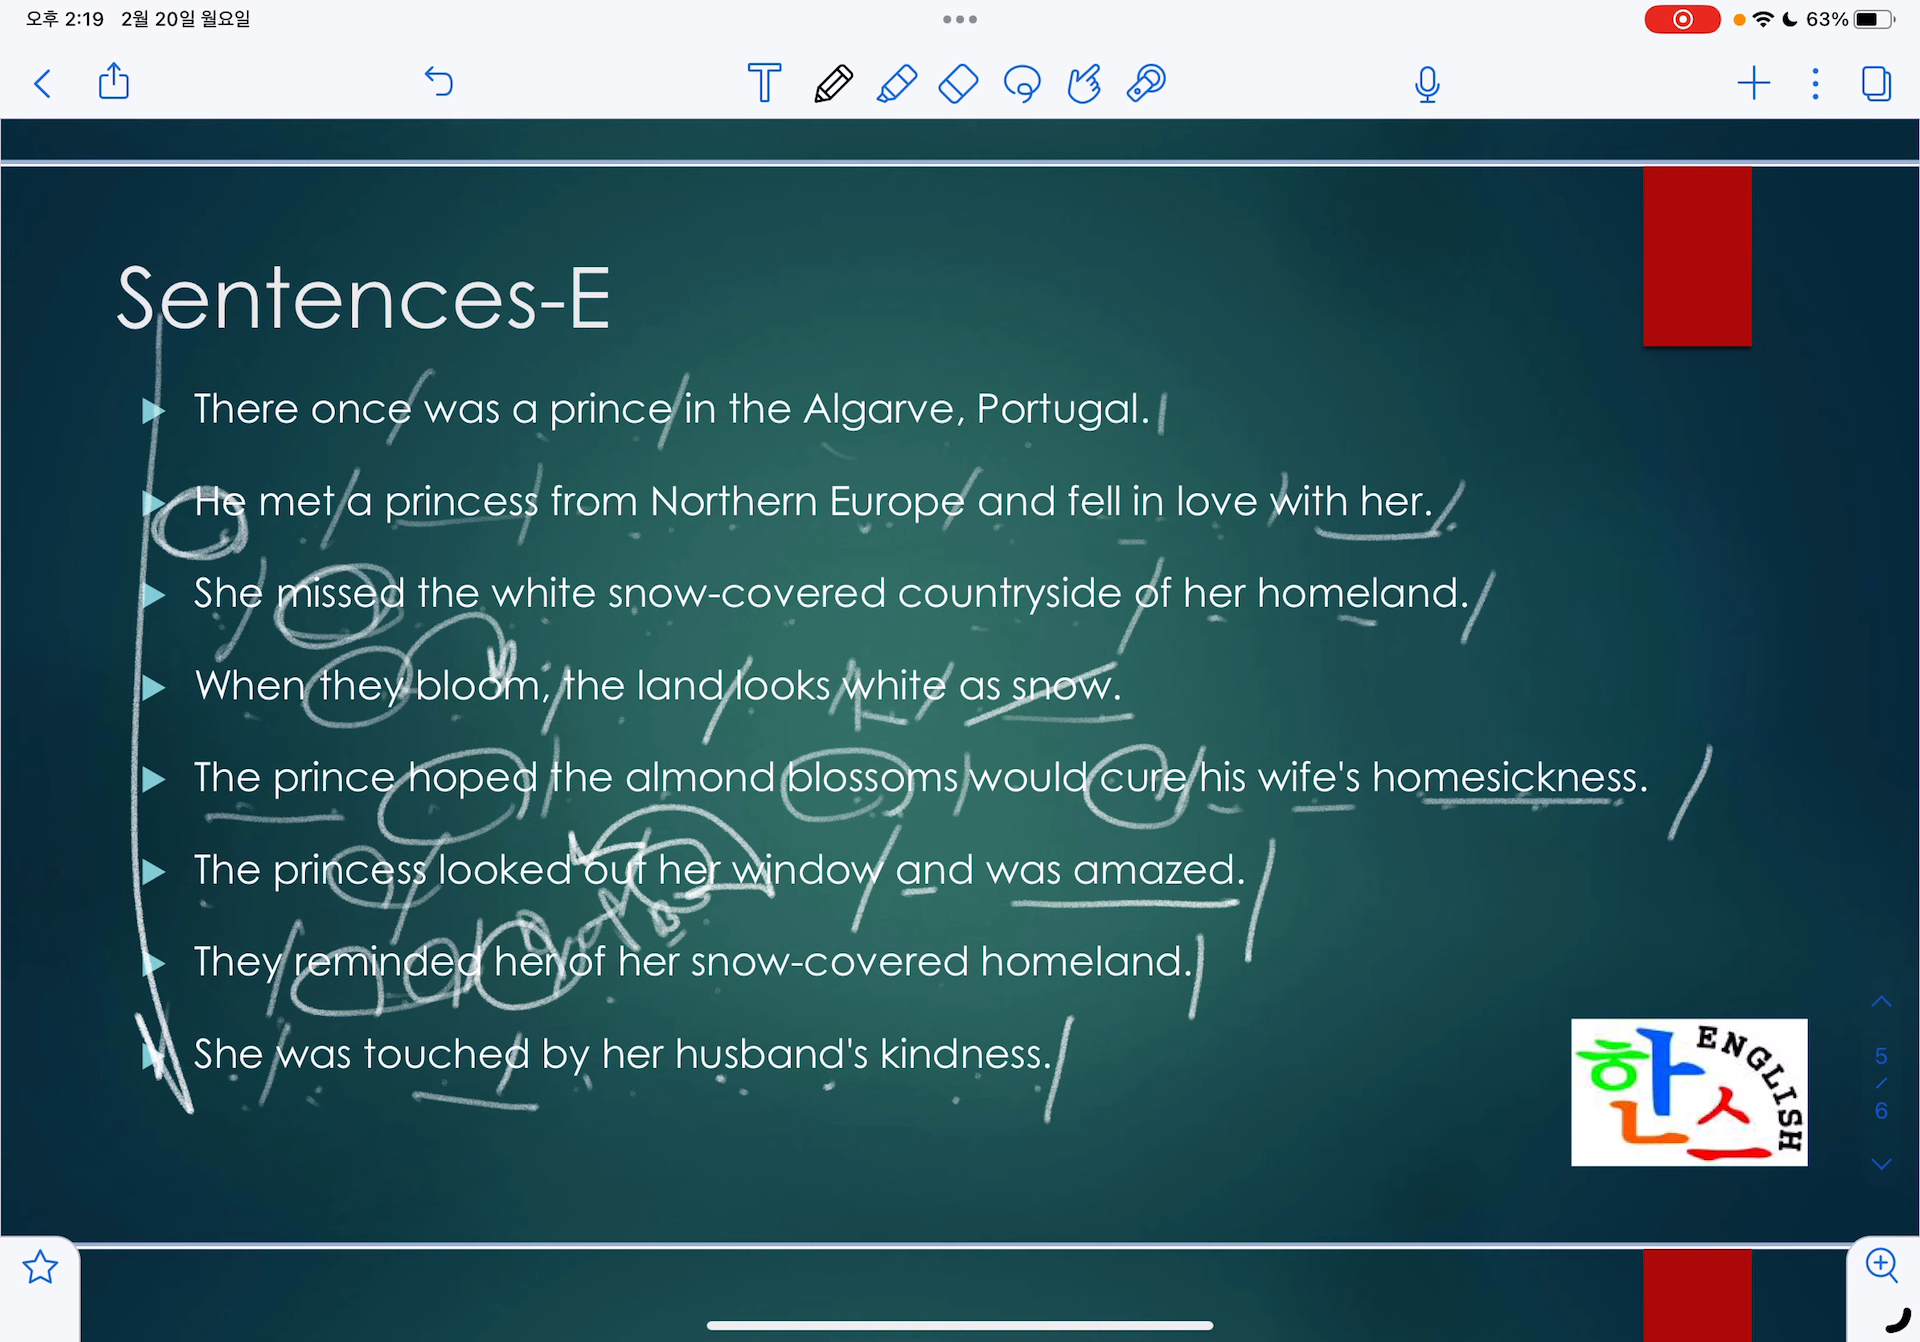 오후 2:19 2월 20일 월요일
63%
Sentences-E
There once was a prince in the Algarve, Portugal.
He met a princess from Northern Europe and fell in love with her.
She missed the white snow-covered countryside of her homeland.
When they bloom, the land looks white as snow.
The prince hoped the almond blossoms would cure his wife's homesickness.
The princess looked out her window and was amazed.
They reminded her of her snow-covered homeland.
She was touched by her husband's kindness.
한스 ENGLISH
5
/
6